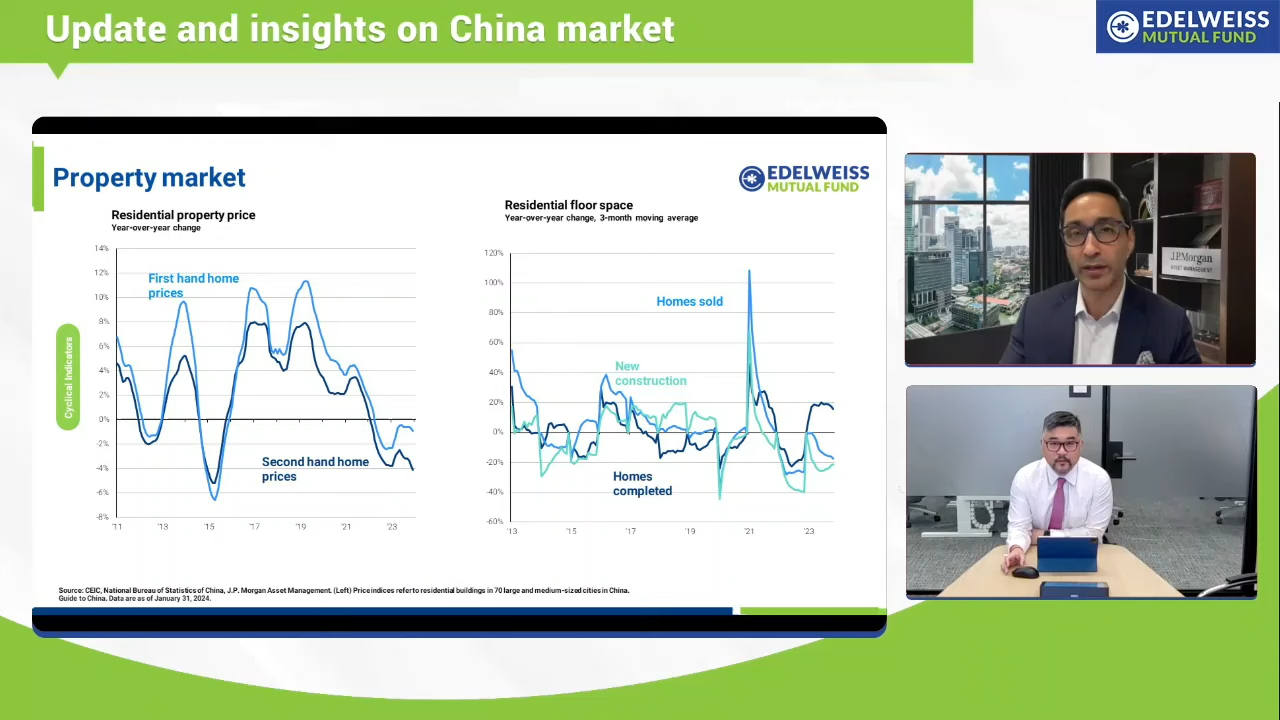 Update and insights on China market
EDELWEISS
MUTUAL FUND
Property market
EDELWEISS
MUTUAL FUND
Cyclical Indicators
Residential property price
Year-over-year change
14%
12%
10%
8%
6%
4%
2%
0%
-2%
-4%
-6%
-8%
'11
'13
'15
'17
'19
'21
'23
First hand home
prices
Second hand home
prices
Residential floor space
Year-over-year change, 3-month moving average
120%
100%
80%
60%
40%
20%
0%
-20%
-40%
-60%
'13
'15
'17
'19
'21
'23
Homes sold
New
construction
Homes
completed
Source: CEIC, National Bureau of Statistics of China, J.P. Morgan Asset Management. (Left) Price indices refer to residential buildings in 70 large and medium-sized cities in China.
Guide to China. Data are as of January 31, 2024.
J.P.Morgan
ASSET MANAGEMENT